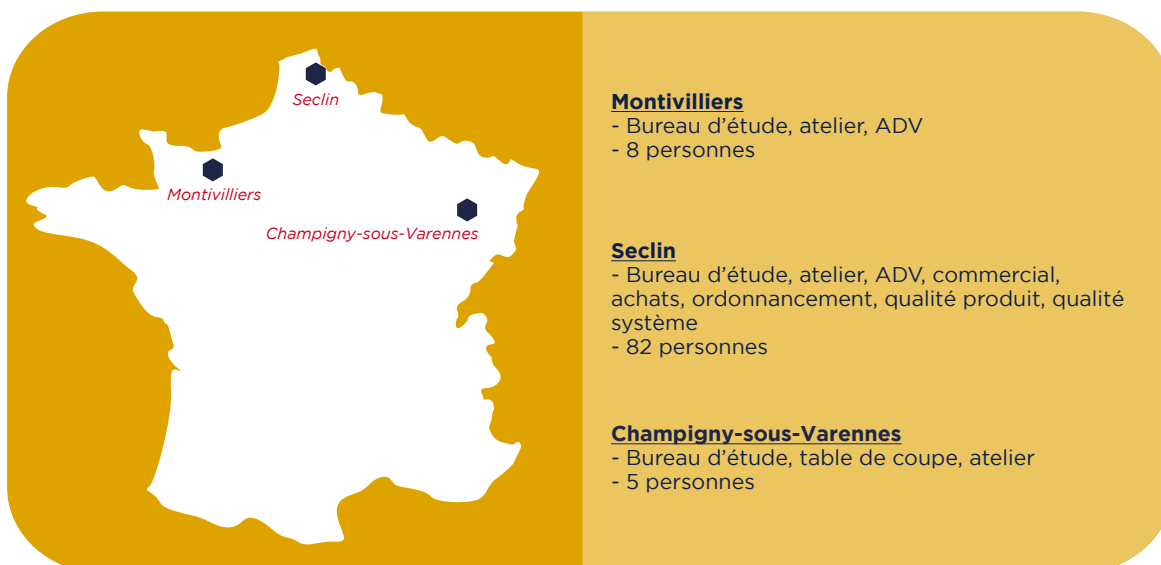 Seclin
Montivilliers
Champigny-sous-Varennes
Montivilliers
- Bureau d'étude, atelier, ADV
- 8 personnes
Seclin
- Bureau d'étude, atelier, ADV, commercial,
achats, ordonnancement, qualité produit, qualité
système
- 82 personnes
Champigny-sous-Varennes
- Bureau d'étude, table de coupe, atelier
- 5 personnes